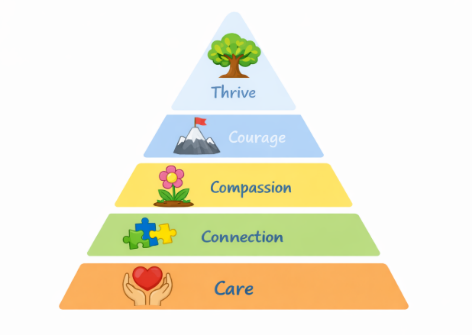 Thrive
Courage
Compassion
Connection
Care